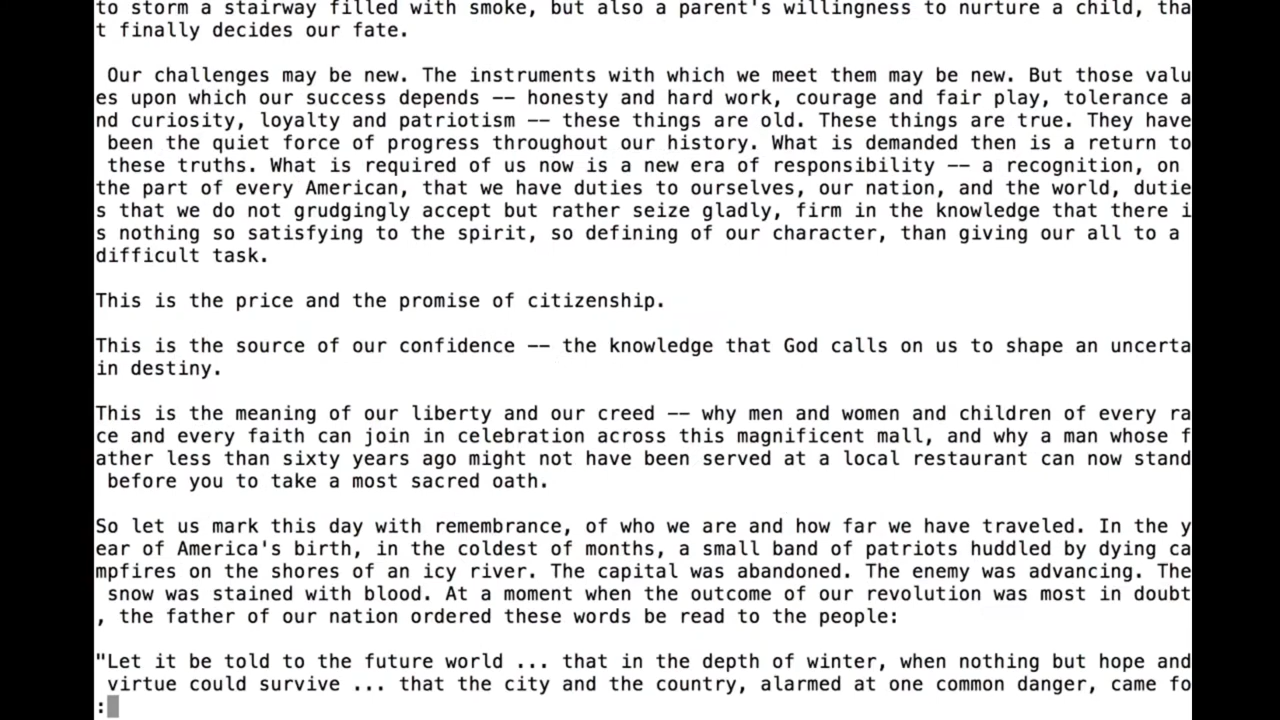 to storm a stairway filled with smoke, but also a parent's willingness to nurture a child, tha
t finally decides our fate.
Our challenges may be new. The instruments with which we meet them may be new. But those valu
es upon which our success depends -- honesty and hard work, courage and fair play, tolerance a
nd curiosity, loyalty and patriotism -- these things are old. These things are true. They have
been the quiet force of progress throughout our history. What is demanded then is a return to
these truths. What is required of us now is a new era of responsibility -- a recognition, on
the part of every American, that we have duties to ourselves, our nation, and the world, dutie
s that we do not grudgingly accept but rather seize gladly, firm in the knowledge that there i
s nothing so satisfying to the spirit, so defining of our character, than giving our all to a
difficult task.
This is the price and the promise of citizenship.
This is the source of our confidence -- the knowledge that God calls on us to shape an uncerta
in destiny.
This is the meaning of our liberty and our creed -- why men and women and children of every ra
ce and every faith can join in celebration across this magnificent mall, and why a man whose f
ather less than sixty years ago might not have been served at a local restaurant can now stand
before you to take a most sacred oath.
So let us mark this day with remembrance, of who we are and how far we have traveled. In the y
ear of America's birth, in the coldest of months, a small band of patriots huddled by dying ca
mpfires on the shores of an icy river. The capital was abandoned. The enemy was advancing. The
snow was stained with blood. At a moment when the outcome of our revolution was most in doubt
, the father of our nation ordered these words be read to the people:
"Let it be told to the future world ... that in the depth of winter, when nothing but hope and
virtue could survive ... that the city and the country, alarmed at one common danger, came fo
: